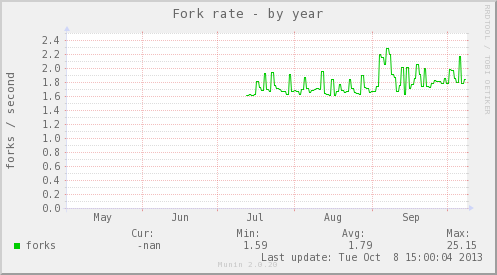 Fork rate - by year
RRDTOOL / TOBI OETIKER
forks / second
2.4
2.2
2.0
1.8
1.6
1.4
1.2
1.0
0.8
0.6
0.4
0.2
0.0
May Jun Jul Aug Sep
Cur: Min: Avg: Max:
forks -nan 1.59 1.79 25.15
Last update: Tue Oct 8 15:00:04 2013
Munin 2.0.20